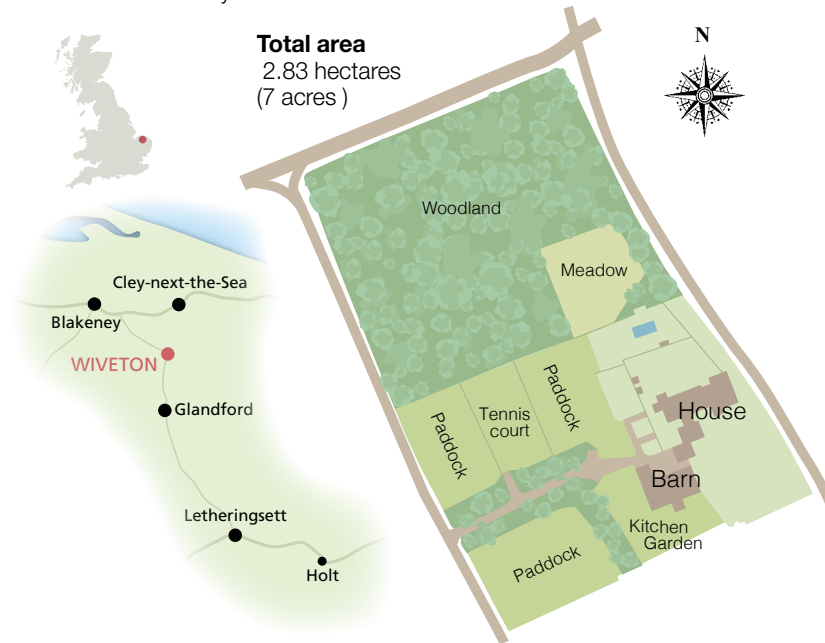 Total area
2.83 hectares
(7 acres )
N
Woodland
Meadow
Cley-next-the-Sea
Blakeney
WIVETON
Glandford
Letheringsett
Holt
Paddock
Tennis
court
Paddock
House
Barn
Kitchen
Garden
Paddock